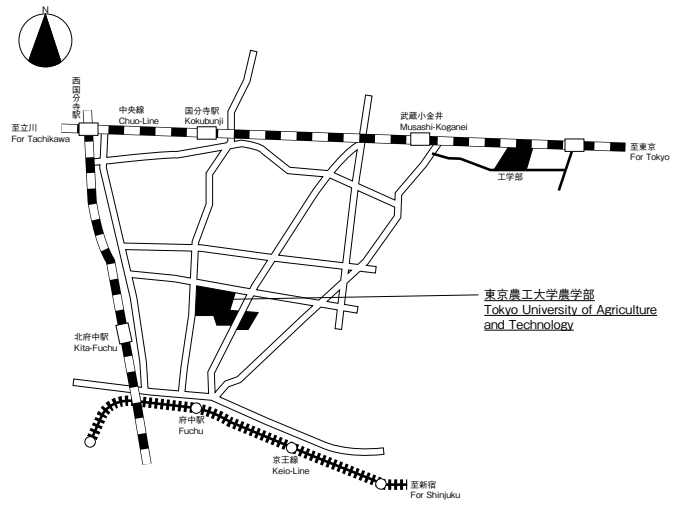 N
西国分寺駅
中央線
Chuo-Line
国分寺駅
Kokubunji
武蔵小金井
Musashi-Koganei
至立川
For Tachikawa
至東京
For Tokyo
工学部
東京農工大学農学部
Tokyo University of Agriculture
and Technology
北府中駅
Kita-Fuchu
府中駅
Fuchu
京王線
Keio-Line
至新宿
For Shinjuku